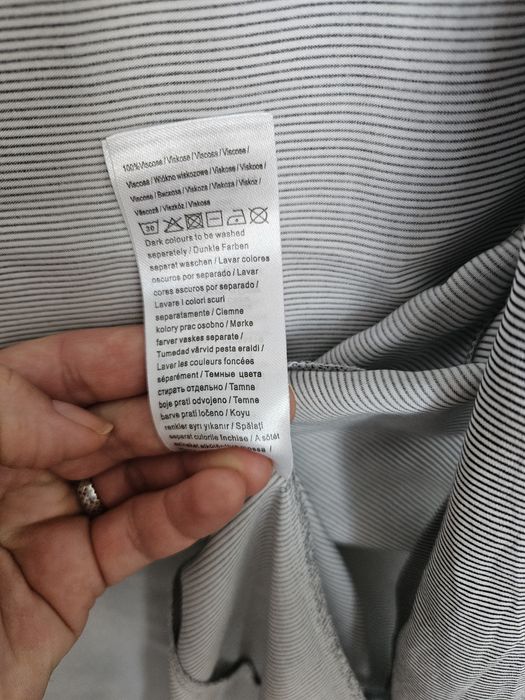 100%Viscose / Viskose / Viscosa / Viscose /
Viscosa / Włókno wiskozowe / Viskose / Viskoos /
Viscose / Вискоза / Viskoza / Viskoza / Viskoz /
Vâscoză / Viszkóz / Viskosa
30
Dark colours to be washed
separately / Dunkle Farben
separat waschen / Lavar colores
oscuros por separado / Lavar
cores escuros por separado /
Lavare I colori scuri
separatamente / Ciemne
kolory prac osobno / Mørke
farver vaskes separate /
Tumedad värvid pesta eraldi /
Laver les couleurs foncées
séparément / Темные цвета
стирать отдельно / Tamne
boje prati odvojeno / Temne
barve prati ločeno / Koyu
renkler ayrı yıkanır / Spălați
separat culorile închise / A sötét